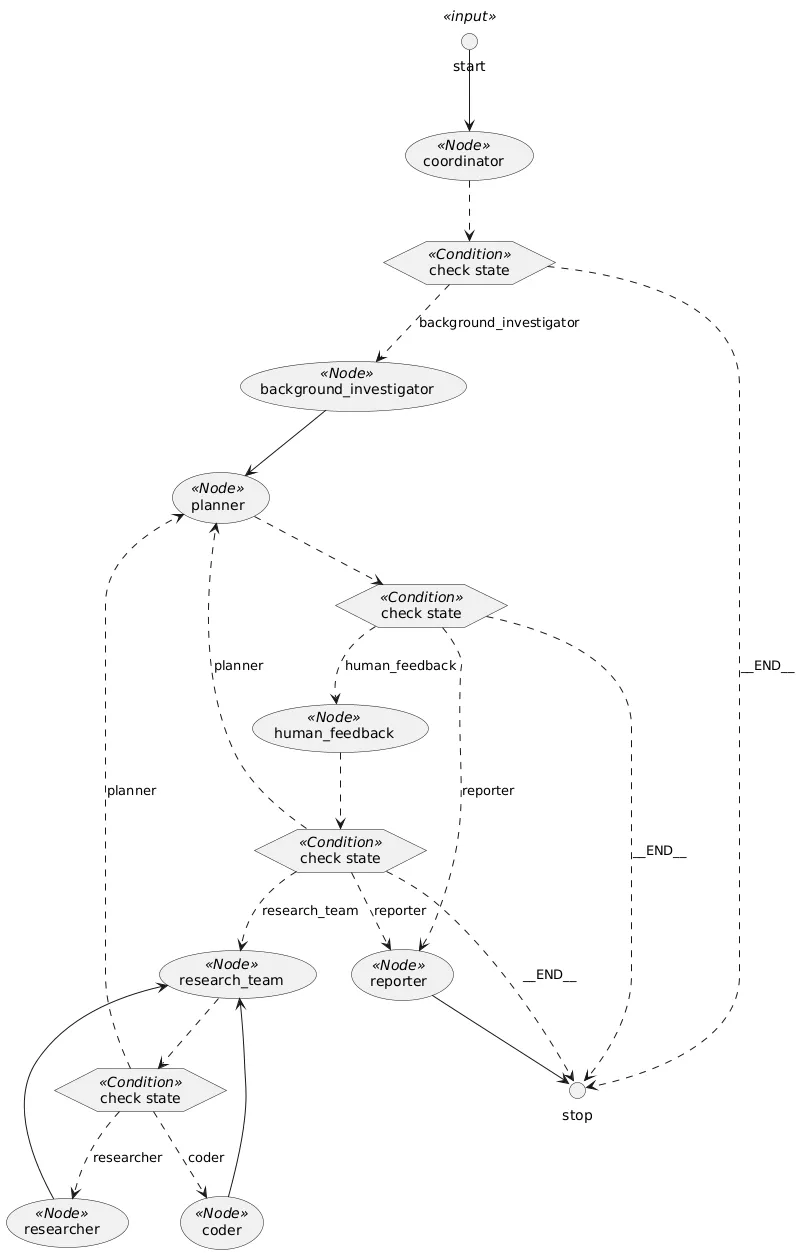 «input»
start
«Node»
coordinator
«Condition»
check state
background_investigator
«Node»
background_investigator
«Node»
planner
«Condition»
check state
planner
human_feedback
__END__
«Node»
human_feedback
planner
reporter
«Condition»
check state
__END__
research_team
reporter
«Node»
research_team
«Node»
reporter
__END__
«Condition»
check state
stop
researcher
coder
«Node»
researcher
«Node»
coder